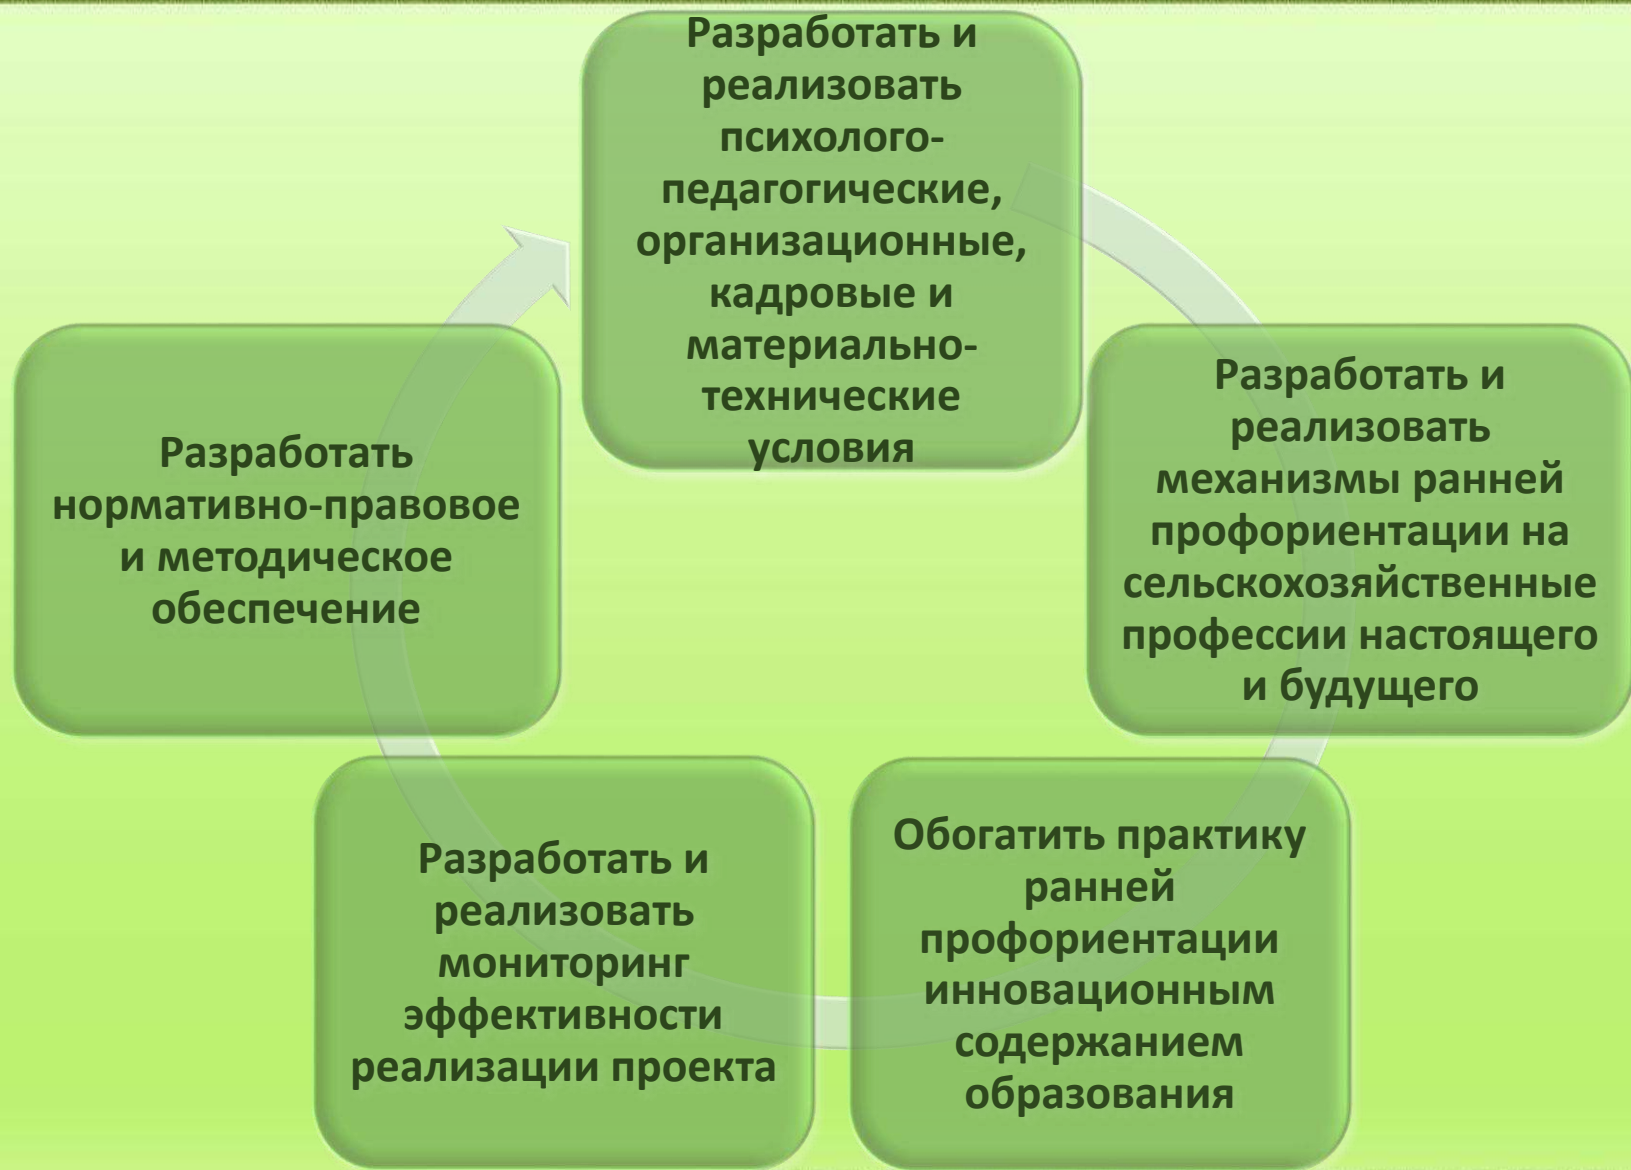 Разработать и
реализовать
психолого-
педагогические,
организационные,
кадровые и
материально-
технические
условия
Разработать и
реализовать
механизмы ранней
профориентации на
сельскохозяйственные
профессии настоящего
и будущего
Обогатить практику
ранней
профориентации
инновационным
содержанием
образования
Разработать и
реализовать
мониторинг
эффективности
реализации проекта
Разработать
нормативно-правовое
и методическое
обеспечение